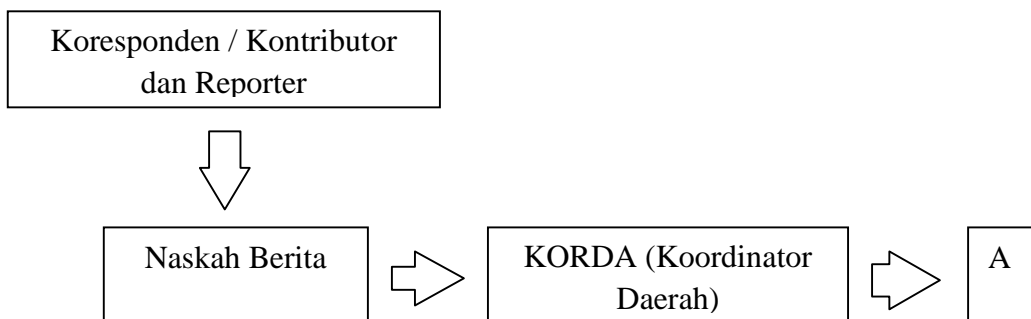 Koresponden / Kontributor
dan Reporter
Naskah Berita
KORDA (Koordinator
Daerah)
A